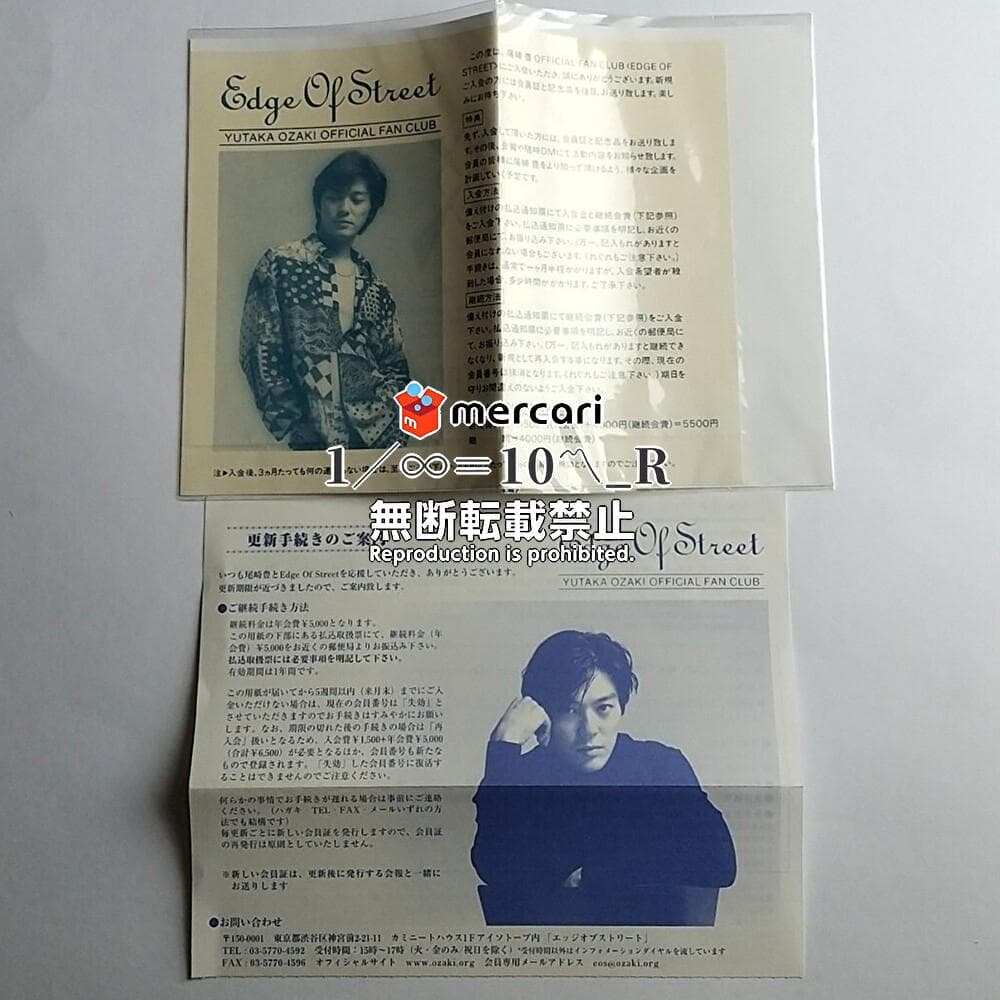 Edge Of Street
YUTAKA OZAKI OFFICIAL FAN CLUB
この度は、尾崎 豊 OFFICIAL FAN CLUB〈EDGE OF
STREET〉にご入会いただき、誠にありがとうございます。新規
ご入会の方には会員証と記念品を後日、お送り致します。楽し
みにお待ち下さい。
特典
先ず、入会して頂いた方には、会員証と記念品をお送り致しま
す。その後、会報や随時DMにて活動内容をお知らせ致します。
会員の皆様に尾崎 豊をより知って頂けるよう、様々な企画を
計画していく予定です。
入会方法
備え付けの払込通知票にて入会金と継続会費(下記参照)
をご入金下さい。払込通知票に必要事項を明記し、お近くの
郵便局にて、お振り込み下さい。(万一、記入もれがありますと
会員になれない場合もございます。くれぐれもご注意下さい。)
手続きは、通常で一ヶ月半程かかりますが、入会希望者が殺
到した場合、多少時間がかかります。ご了承下さい。
継続方法
備え付けの払込通知票にて継続会費(下記参照)をご入金
下さい。払込通知票に必要事項を明記し、お近くの郵便局に
て、お振り込み下さい。(万一、記入もれがありますと継続でき
なくなり、新規として再入会する事になります。その際、現在の
会員番号は抹消となります。くれぐれもご注意下さい。)期日を
守りお間違えのないようご入金下さい。
(継続会費)=5500円
4000円(継続会費)
注▶入会後、3ヵ月たっても何の連
mercari
1/∞=10〽_R
無断転載禁止
Reproduction is prohibited.
更新手続きのご案内
Edge Of Street
YUTAKA OZAKI OFFICIAL FAN CLUB
いつも尾崎豊とEdge Of Streetを応援していただき、ありがとうございます。
更新期限が近づきましたので、ご案内致します。
●ご継続手続き方法
継続料金は年会費¥5,000となります。
この用紙の下部にある払込取扱票にて、継続料金(年
会費)¥5,000をお近くの郵便局よりお振込み下さい。
払込取扱票には必要事項を明記して下さい。
有効期間は1年間です。
この用紙が届いてから5週間以内(来月末)までにご入
金いただけない場合は、現在の会員番号は「失効」と
させていただきますのでお手続きはすみやかにお願い
します。なお、期限の切れた後の手続きの場合は「再
入会」扱いとなるため、入会費¥1,500+年会費¥5,000
(合計¥6,500)が必要となるほか、会員番号も新たな
もので登録されます。「失効」した会員番号に復活す
ることはできませんのでご注意ください。
何らかの事情でお手続きが遅れる場合は事前にご連絡
ください。(ハガキ・TEL・FAX・メールいずれの方
法でも結構です)
毎更新ごとに新しい会員証を発行しますので、会員証
の再発行は原則としていたしません。
※新しい会員証は、更新後に発行する会報と一緒に
お送りします
●お問い合わせ
〒150-0001 東京都渋谷区神宮前2-21-11 カミニートハウス1Fアイソトープ内 「エッジオブストリート」
TEL:03-5770-4592 受付時間:15時~17時(火・金のみ/祝日を除く)*受付時間以外はインフォメーションダイヤルを流しています
FAX:03-5770-4596 オフィシャルサイト www.ozaki.org 会員専用メールアドレス eos@ozaki.org